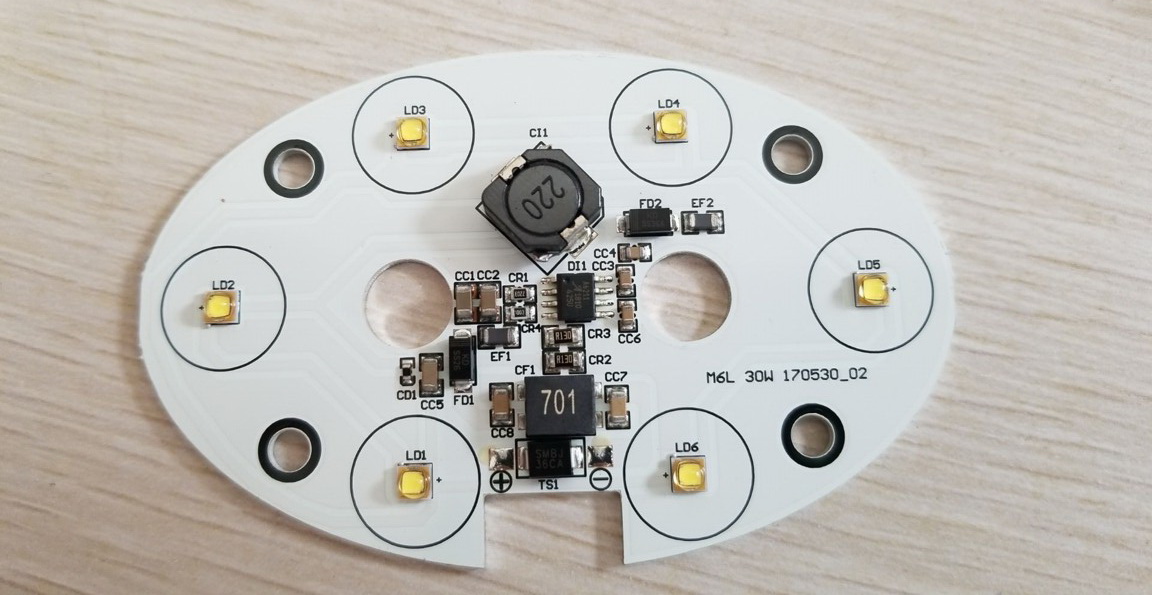 LD3
LD4
CI1
220
FD2 EF2
CC4
DI1 CC3
LD2
LD5
CC1 CC2 CR1
CR4
CR3
CC6
EF1
R130
CR2
R130
CF1
CC7
701
M6L 30W 170530_02
CD1
CC5 FD1
CC8
LD1
LD6
SMBJ
36CA
+
TS1
−